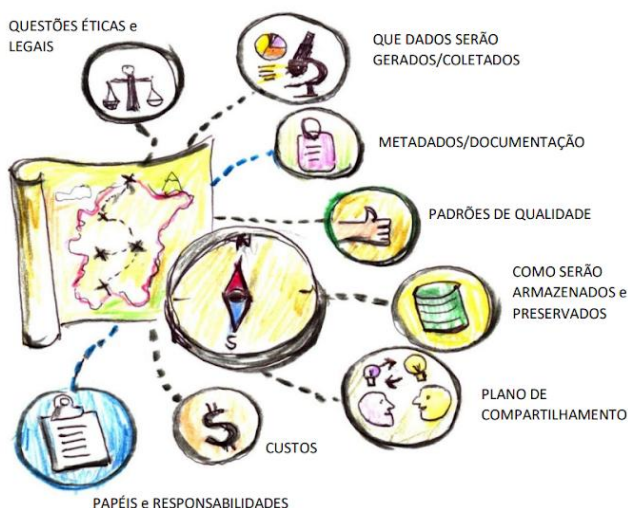 QUESTÕES ÉTICAS e
LEGAIS
QUE DADOS SERÃO
GERADOS/COLETADOS
METADADOS/DOCUMENTAÇÃO
PADRÕES DE QUALIDADE
COMO SERÃO
ARMAZENADOS e
PRESERVADOS
PLANO DE
COMPARTILHAMENTO
N
S
$
CUSTOS
PAPÉIS e RESPONSABILIDADES